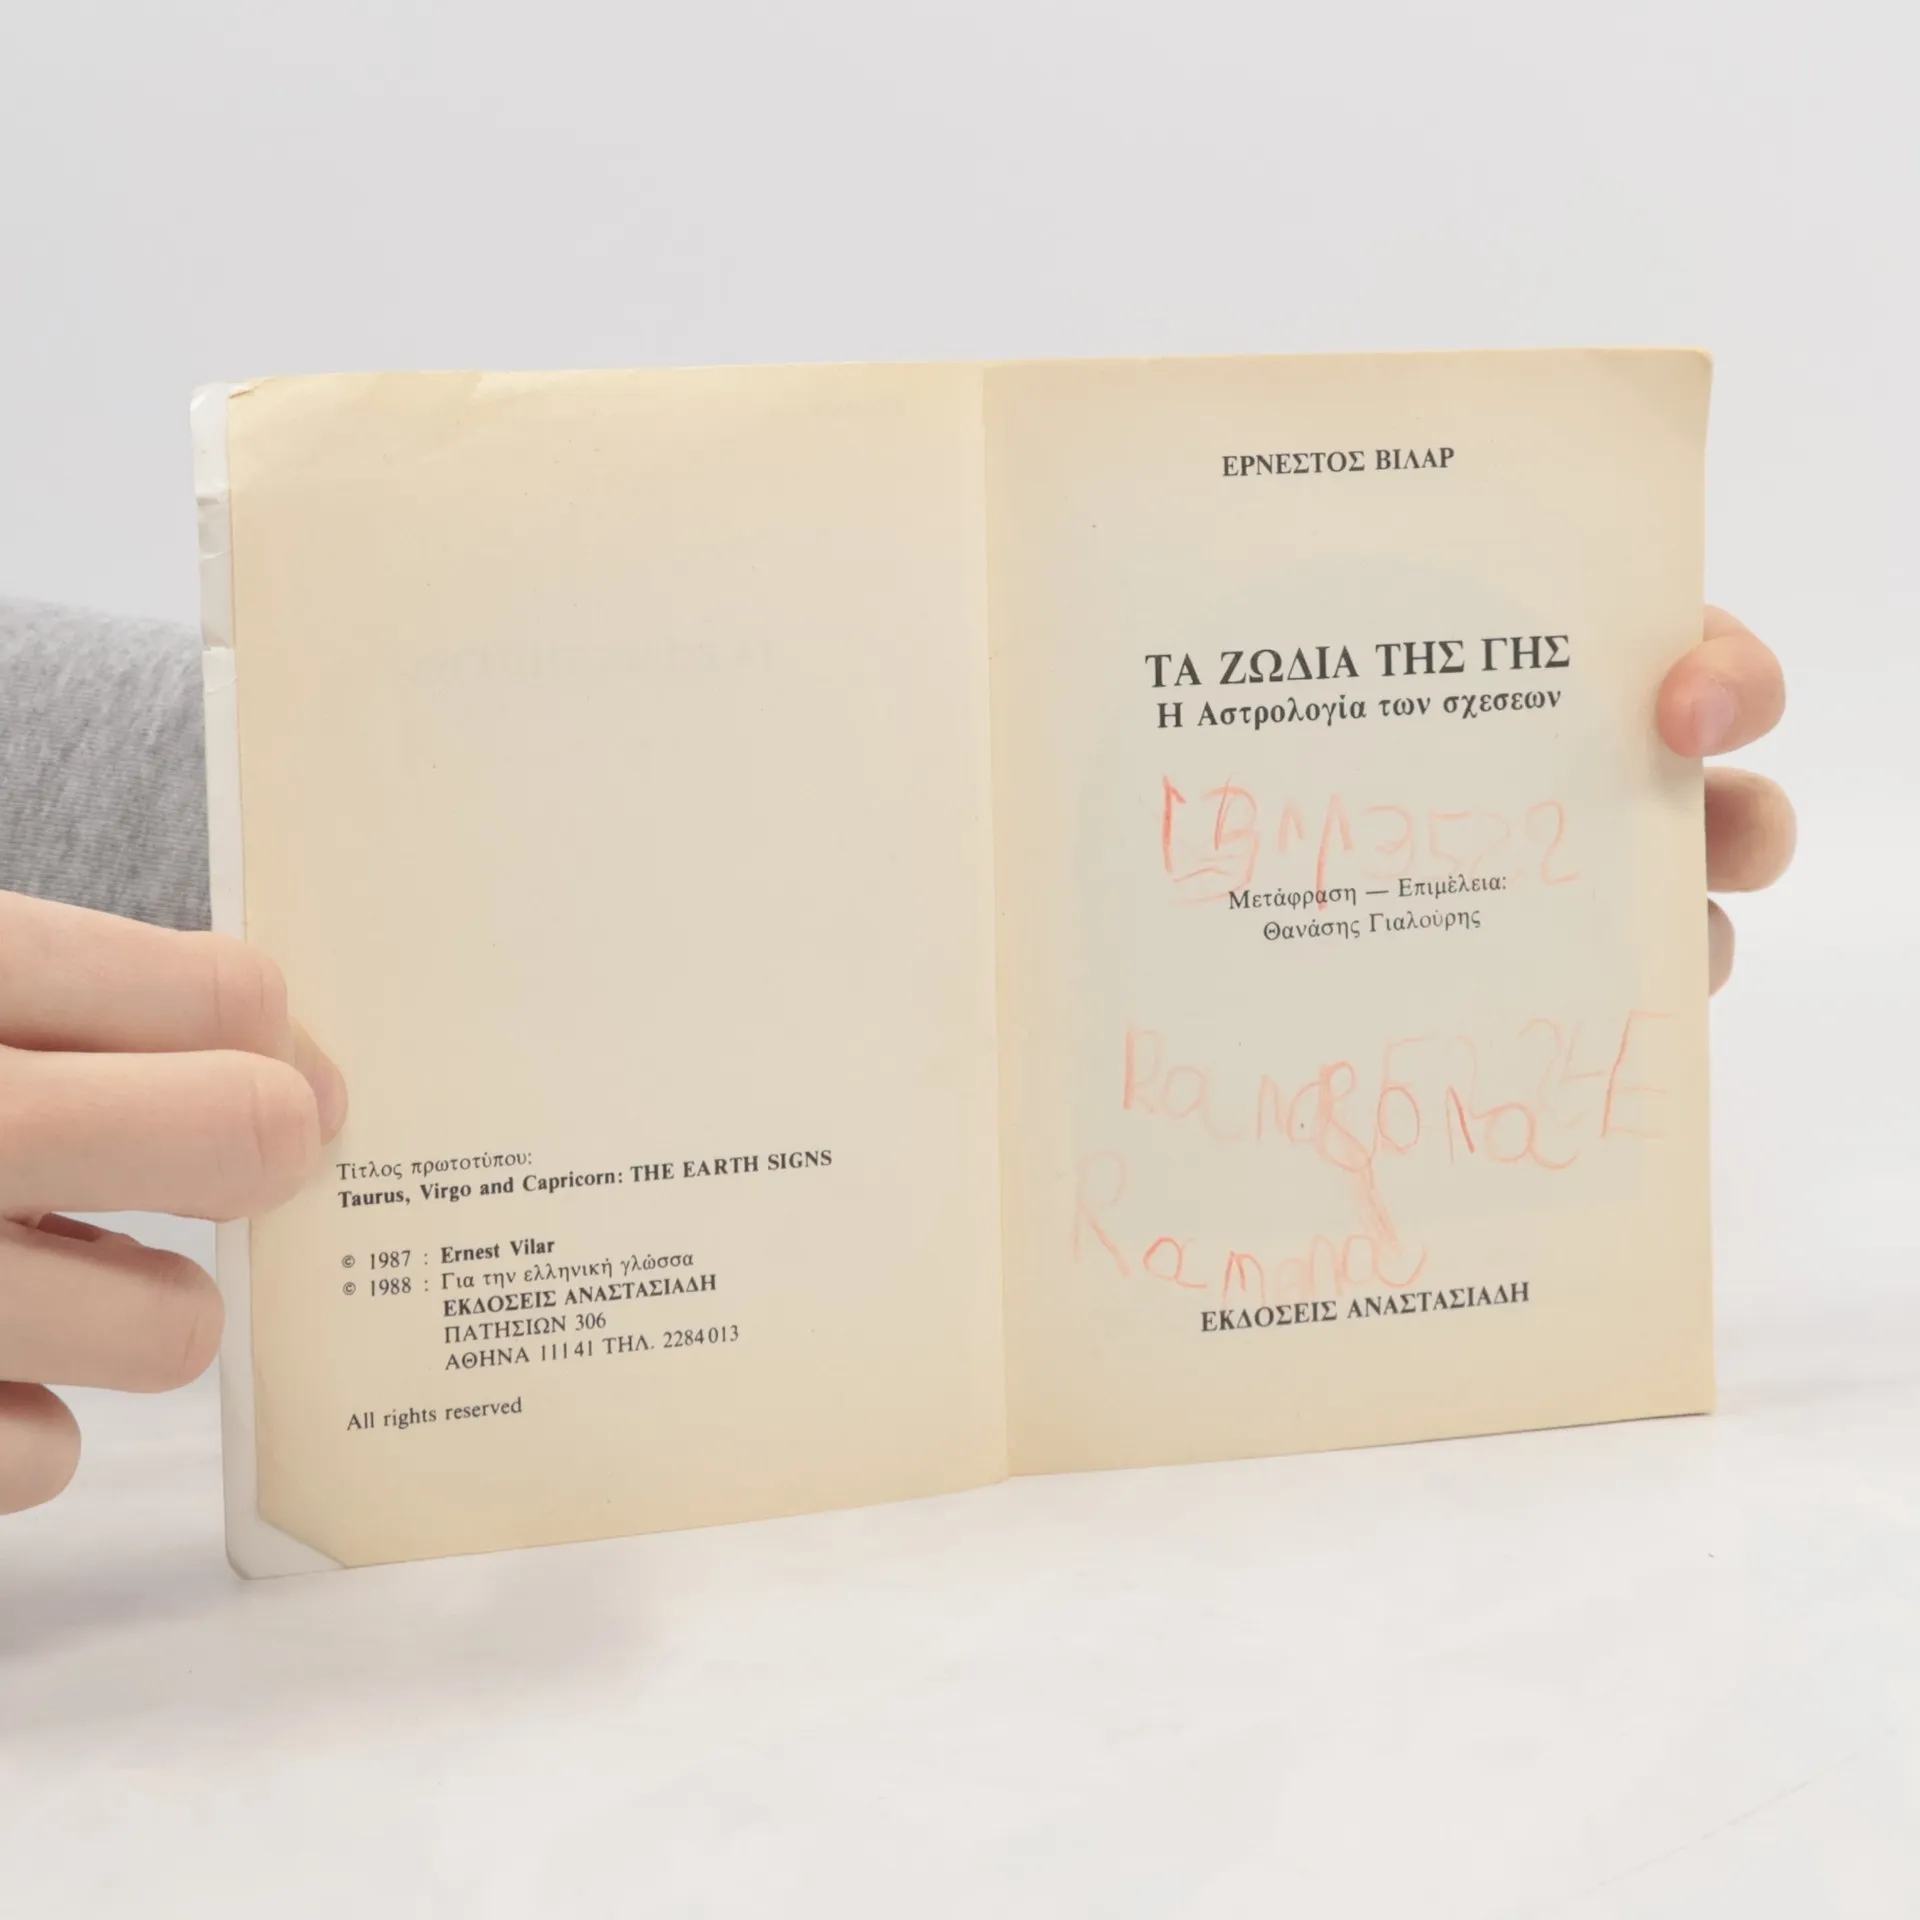 Τίτλος πρωτοτύπου:
Taurus, Virgo and Capricorn: THE EARTH SIGNS
© 1987 : Ernest Vilar
© 1988 : Για την ελληνική γλώσσα
ΕΚΔΟΣΕΙΣ ΑΝΑΣΤΑΣΙΑΔΗ
ΠΑΤΗΣΙΩΝ 306
ΑΘΗΝΑ 11141 ΤΗΛ. 2284013
All rights reserved
ΕΡΝΕΣΤΟΣ ΒΙΛΑΡ
ΤΑ ΖΩΔΙΑ ΤΗΣ ΓΗΣ
Η Αστρολογία των σχεσεων
Μετάφραση — Επιμέλεια:
Θανάσης Γιαλούρης
Ramona
ΕΚΔΟΣΕΙΣ ΑΝΑΣΤΑΣΙΑΔΗ